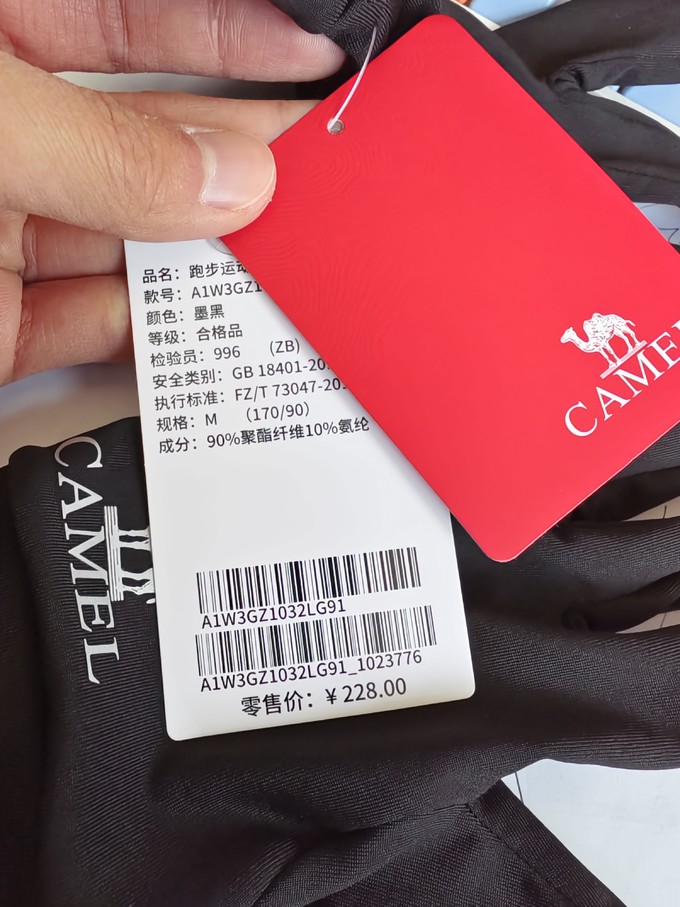 品名：跑步运动
款号：A1W3GZ1
颜色：墨黑
等级：合格品
检验员：996 (ZB)
安全类别：GB 18401-20
执行标准：FZ/T 73047-20
规格：M （170/90）
成分：90%聚酯纤维10%氨纶
A1W3GZ1032LG91
A1W3GZ1032LG91_1023776
零售价：￥228.00
CAMEL
CAMEL